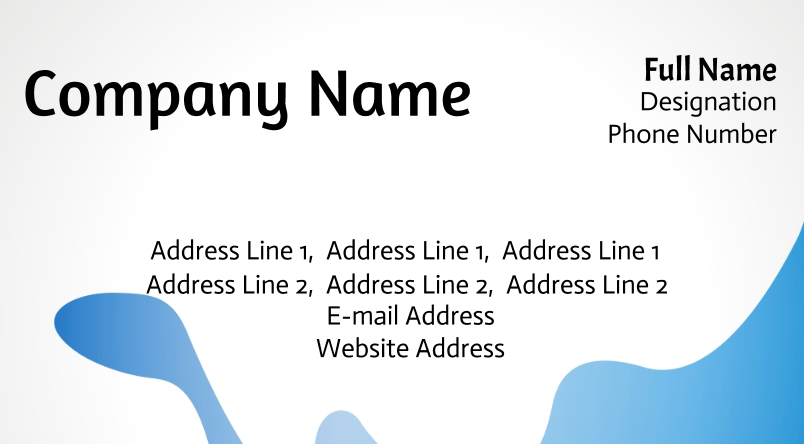 Company Name
Full Name
Designation
Phone Number
Address Line 1, Address Line 1, Address Line 1
Address Line 2, Address Line 2, Address Line 2
E-mail Address
Website Address